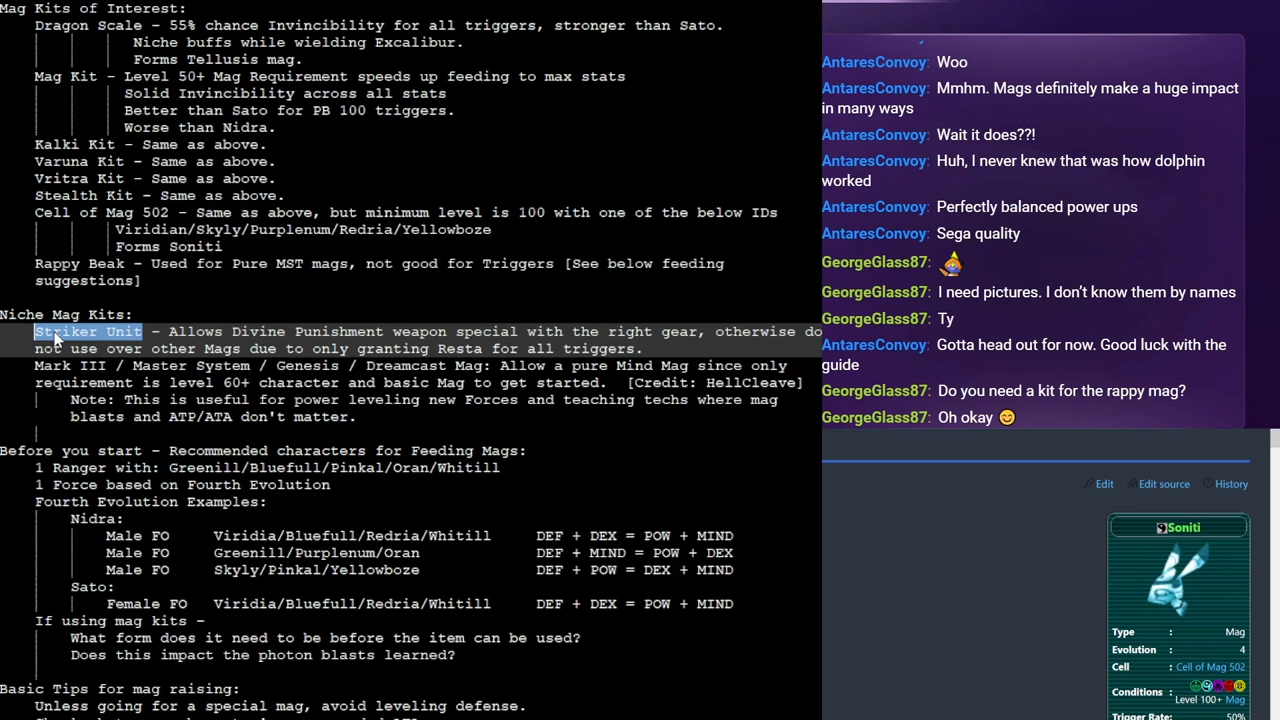 Mag Kits of Interest:
Dragon Scale - 55% chance Invincibility for all triggers, stronger than Sato.
Niche buffs while wielding Excalibur.
Forms Tellusis mag.
Mag Kit - Level 50+ Mag Requirement speeds up feeding to max stats
Solid Invincibility across all stats
Better than Sato for PB 100 triggers.
Worse than Nidra.
Kalki Kit - Same as above.
Varuna Kit - Same as above.
Vritra Kit - Same as above.
Stealth Kit - Same as above.
Cell of Mag 502 - Same as above, but minimum level is 100 with one of the below IDs
Viridian/Skyly/Purplenum/Redria/Yellowboze
Forms Soniti
Rappy Beak - Used for Pure MST mags, not good for Triggers [See below feeding
suggestions]
Niche Mag Kits:
Striker Unit - Allows Divine Punishment weapon special with the right gear, otherwise do
not use over other Mags due to only granting Resta for all triggers.
Mark III / Master System / Genesis / Dreamcast Mag: Allow a pure Mind Mag since only
requirement is level 60+ character and basic Mag to get started. [Credit: HellCleave]
Note: This is useful for power leveling new Forces and teaching techs where mag
blasts and ATP/ATA don't matter.
Before you start - Recommended characters for Feeding Mags:
1 Ranger with: Greenill/Bluefull/Pinkal/Oran/Whitill
1 Force based on Fourth Evolution
Fourth Evolution Examples:
Nidra:
Male FO Viridia/Bluefull/Redria/Whitill DEF + DEX = POW + MIND
Male FO Greenill/Purplenum/Oran DEF + MIND = POW + DEX
Male FO Skyly/Pinkal/Yellowboze DEF + POW = DEX + MIND
Sato:
Female FO Viridia/Bluefull/Redria/Whitill DEF + DEX = POW + MIND
If using mag kits -
What form does it need to be before the item can be used?
Does this impact the photon blasts learned?
Basic Tips for mag raising:
Unless going for a special mag, avoid leveling defense.
AntaresConvoy: Woo
AntaresConvoy: Mmhm. Mags definitely make a huge impact
in many ways
AntaresConvoy: Wait it does??!
AntaresConvoy: Huh, I never knew that was how dolphin
worked
AntaresConvoy: Perfectly balanced power ups
AntaresConvoy: Sega quality
GeorgeGlass87:
GeorgeGlass87: I need pictures. I don't know them by names
GeorgeGlass87: Ty
AntaresConvoy: Gotta head out for now. Good luck with the
guide
GeorgeGlass87: Do you need a kit for the rappy mag?
GeorgeGlass87: Oh okay 😊
Edit Edit source History
Soniti
Type : Mag
Evolution : 4
Cell : Cell of Mag 502
Conditions :
Level 100+ Mag
Trigger Rate: 50%